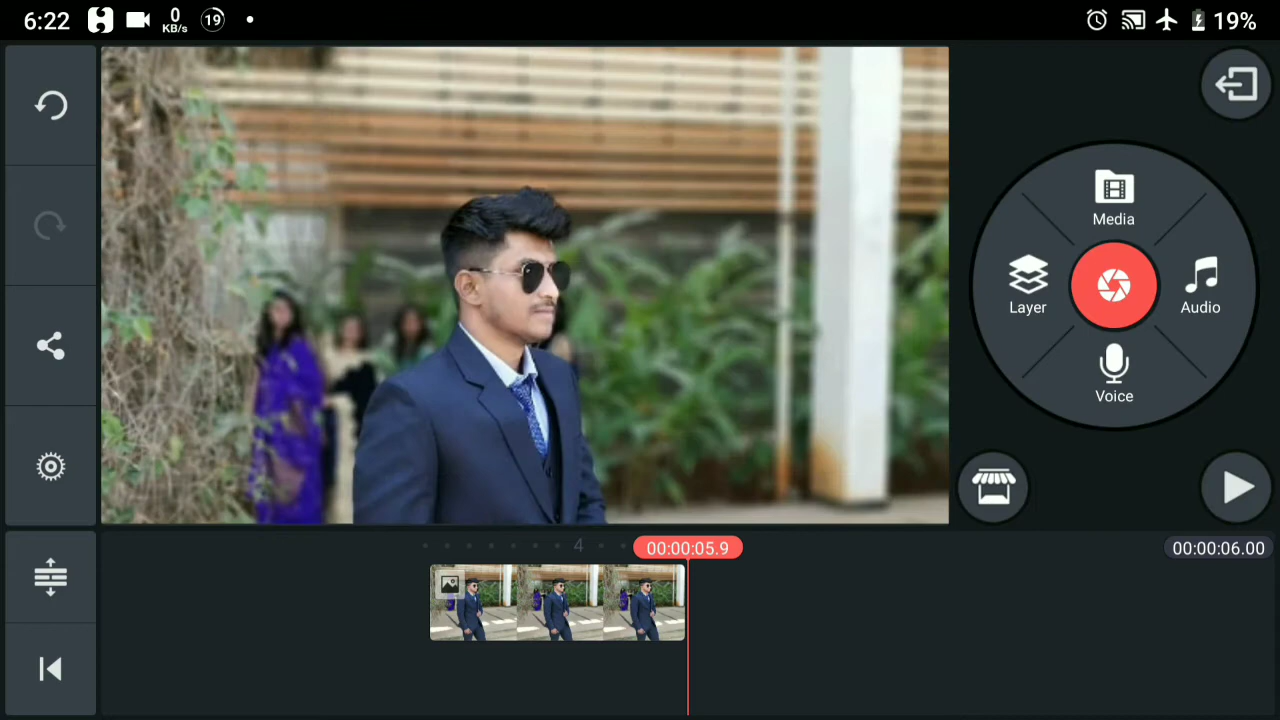 6:22 0 KB/s 19 19%
Media
Layer
Audio
Voice
4 00:00:05.9 00:00:06.00